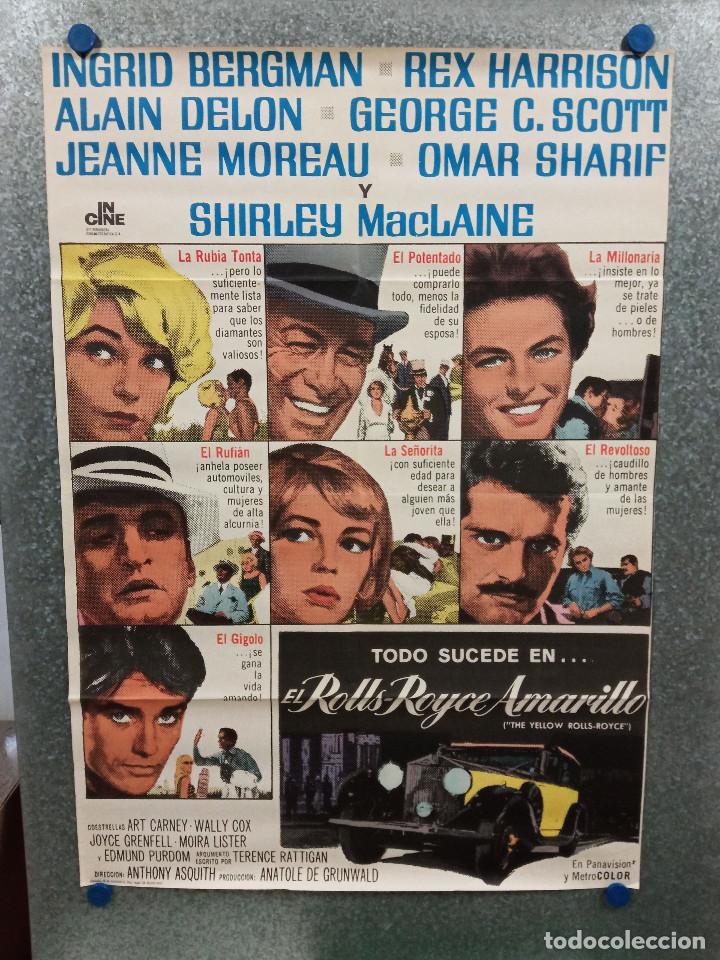 INGRID BERGMAN REX HARRISON
ALAIN DELON GEORGE C. SCOTT
JEANNE MOREAU OMAR SHARIF
Y
SHIRLEY MacLAINE
IN
CINE
La Rubia Tonta
...¡pero lo
suficiente-
mente lista
para saber
que los
diamantes
son
valiosos!
El Potentado
...¡puede
comprarlo
todo, menos la
fidelidad
de su
esposa!
La Millonaria
...¡insiste en lo
mejor, ya
se trate
de pieles
...o de
hombres!
El Rufián
...¡anhela poseer
automoviles,
cultura y
mujeres
de alta
alcurnia!
La Señorita
...¡con suficiente
edad para
desear a
alguien más
joven que
ella!
El Revoltoso
...¡caudillo
de hombres
y amante
de las
mujeres!
El Gigolo
...¡se
gana
la
vida
amando!
TODO SUCEDE EN...
EL Rolls-Royce Amarillo
("THE YELLOW ROLLS-ROYCE")
COESTRELLAS ART CARNEY · WALLY COX
JOYCE GRENFELL · MOIRA LISTER
Y EDMUND PURDOM ARGUMENTO ESCRITO POR TERENCE RATTIGAN
DIRECCION: ANTHONY ASQUITH PRODUCCION: ANATOLE DE GRUNWALD
En Panavision
y MetroCOLOR
todocoleccion